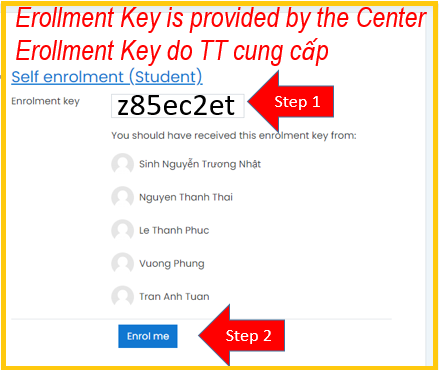 Erollment Key is provided by the Center
Erollment Key do TT cung cấp
Self enrolment (Student)
Enrolment key
z85ec2et
Step 1
You should have received this enrolment key from:
Sinh Nguyễn Trương Nhật
Nguyen Thanh Thai
Le Thanh Phuc
Vuong Phung
Tran Anh Tuan
Enrol me
Step 2